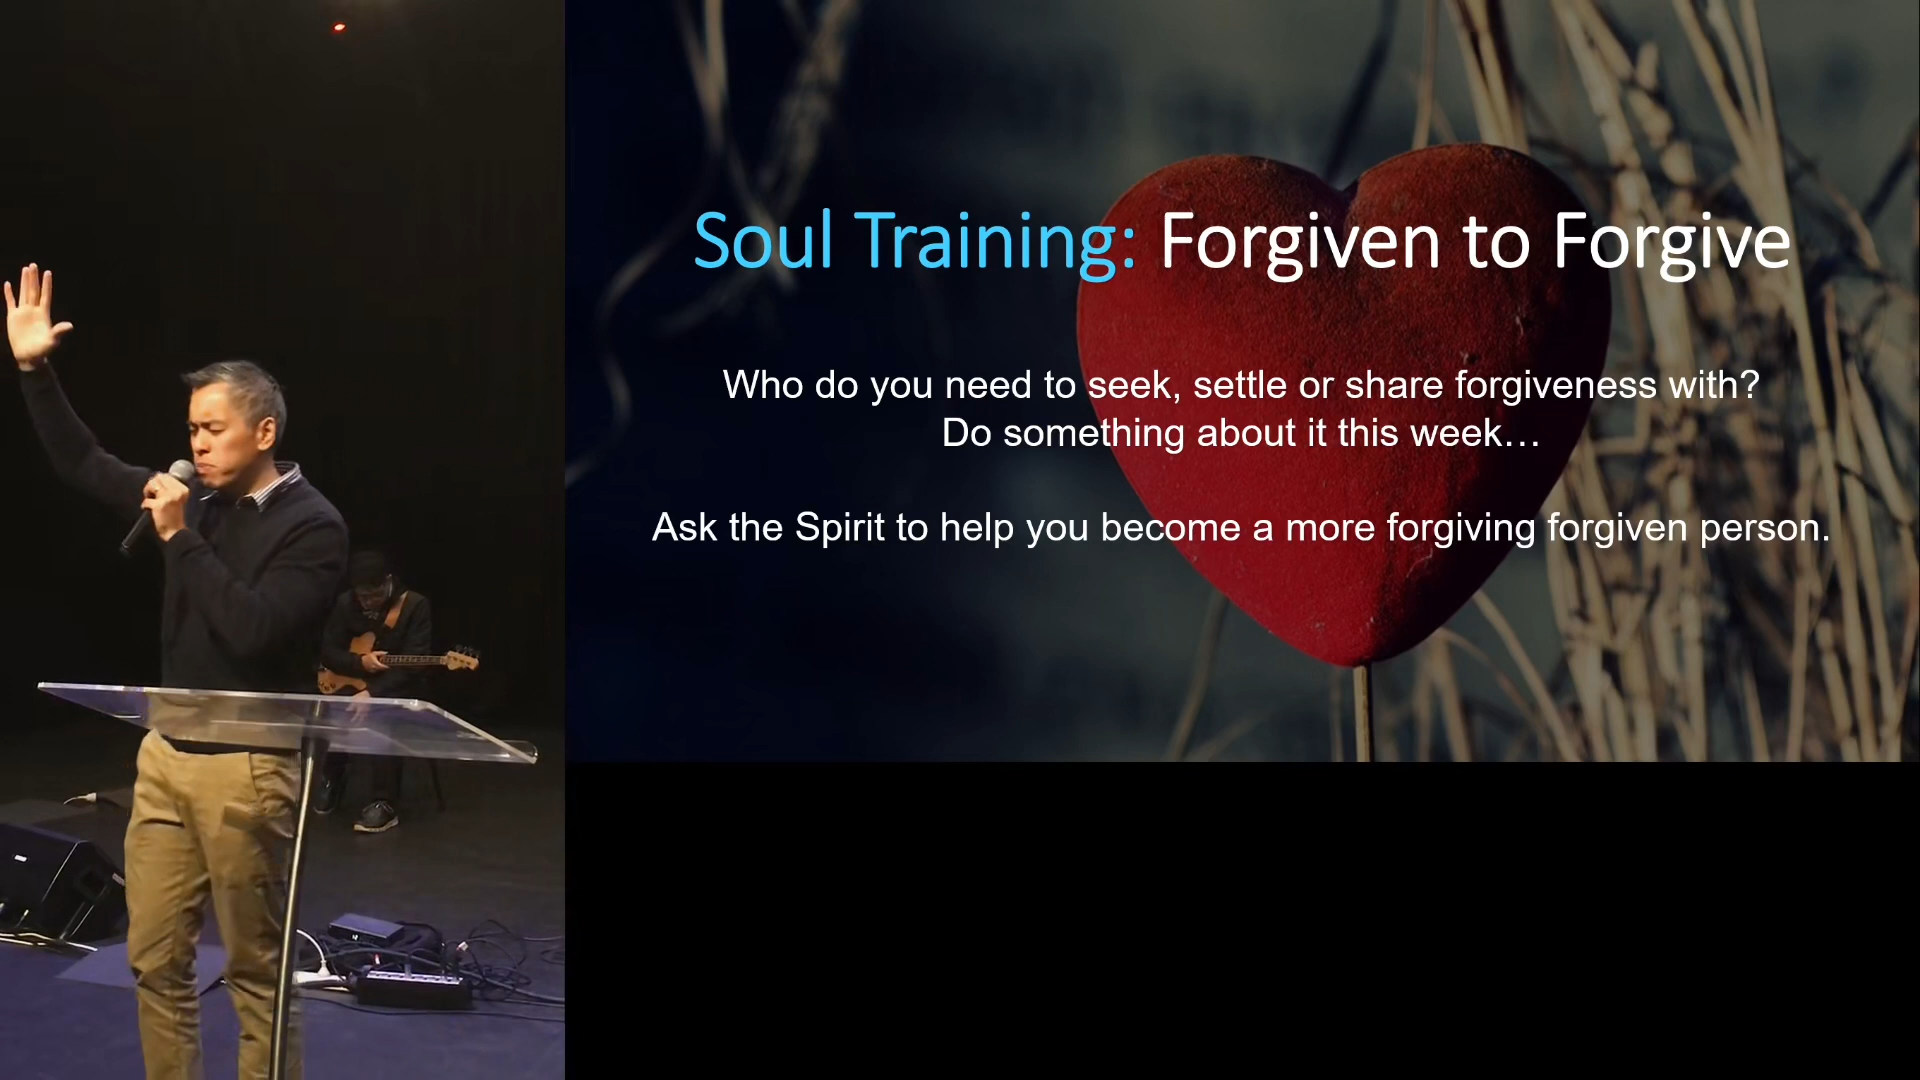 Soul Training: Forgiven to Forgive
Who do you need to seek, settle or share forgiveness with?
Do something about it this week…
Ask the Spirit to help you become a more forgiving forgiven person.